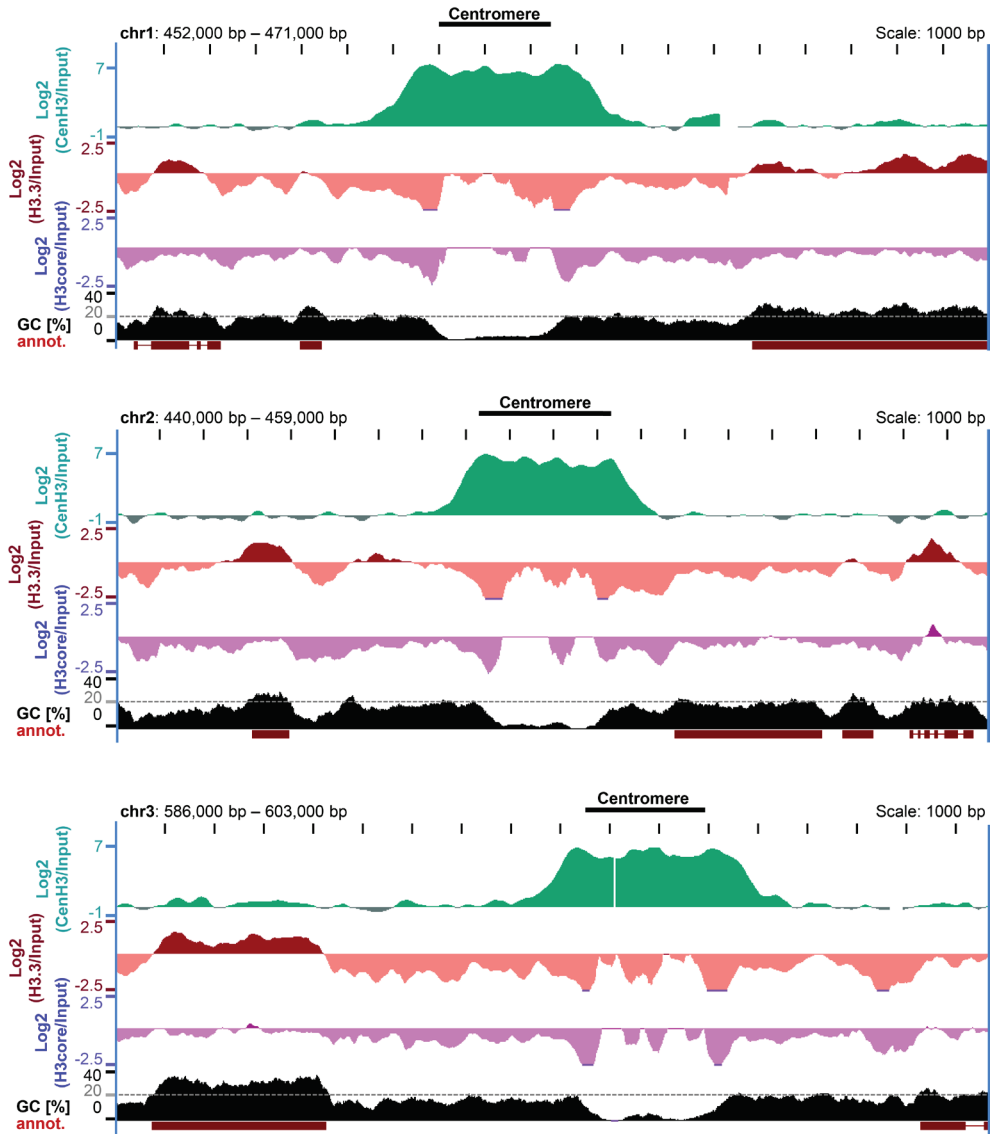 Centromere
chr1: 452,000 bp – 471,000 bp
Scale: 1000 bp
Log2
(CenH3/Input)
7
-1
Log2
(H3.3/Input)
2.5
-2.5
Log2
(H3core/Input)
2.5
-2.5
GC [%]
40
20
0
annot.
Centromere
chr2: 440,000 bp – 459,000 bp
Scale: 1000 bp
Log2
(CenH3/Input)
7
-1
Log2
(H3.3/Input)
2.5
-2.5
Log2
(H3core/Input)
2.5
-2.5
GC [%]
40
20
0
annot.
Centromere
chr3: 586,000 bp – 603,000 bp
Scale: 1000 bp
Log2
(CenH3/Input)
7
-1
Log2
(H3.3/Input)
2.5
-2.5
Log2
(H3core/Input)
2.5
-2.5
GC [%]
40
20
0
annot.